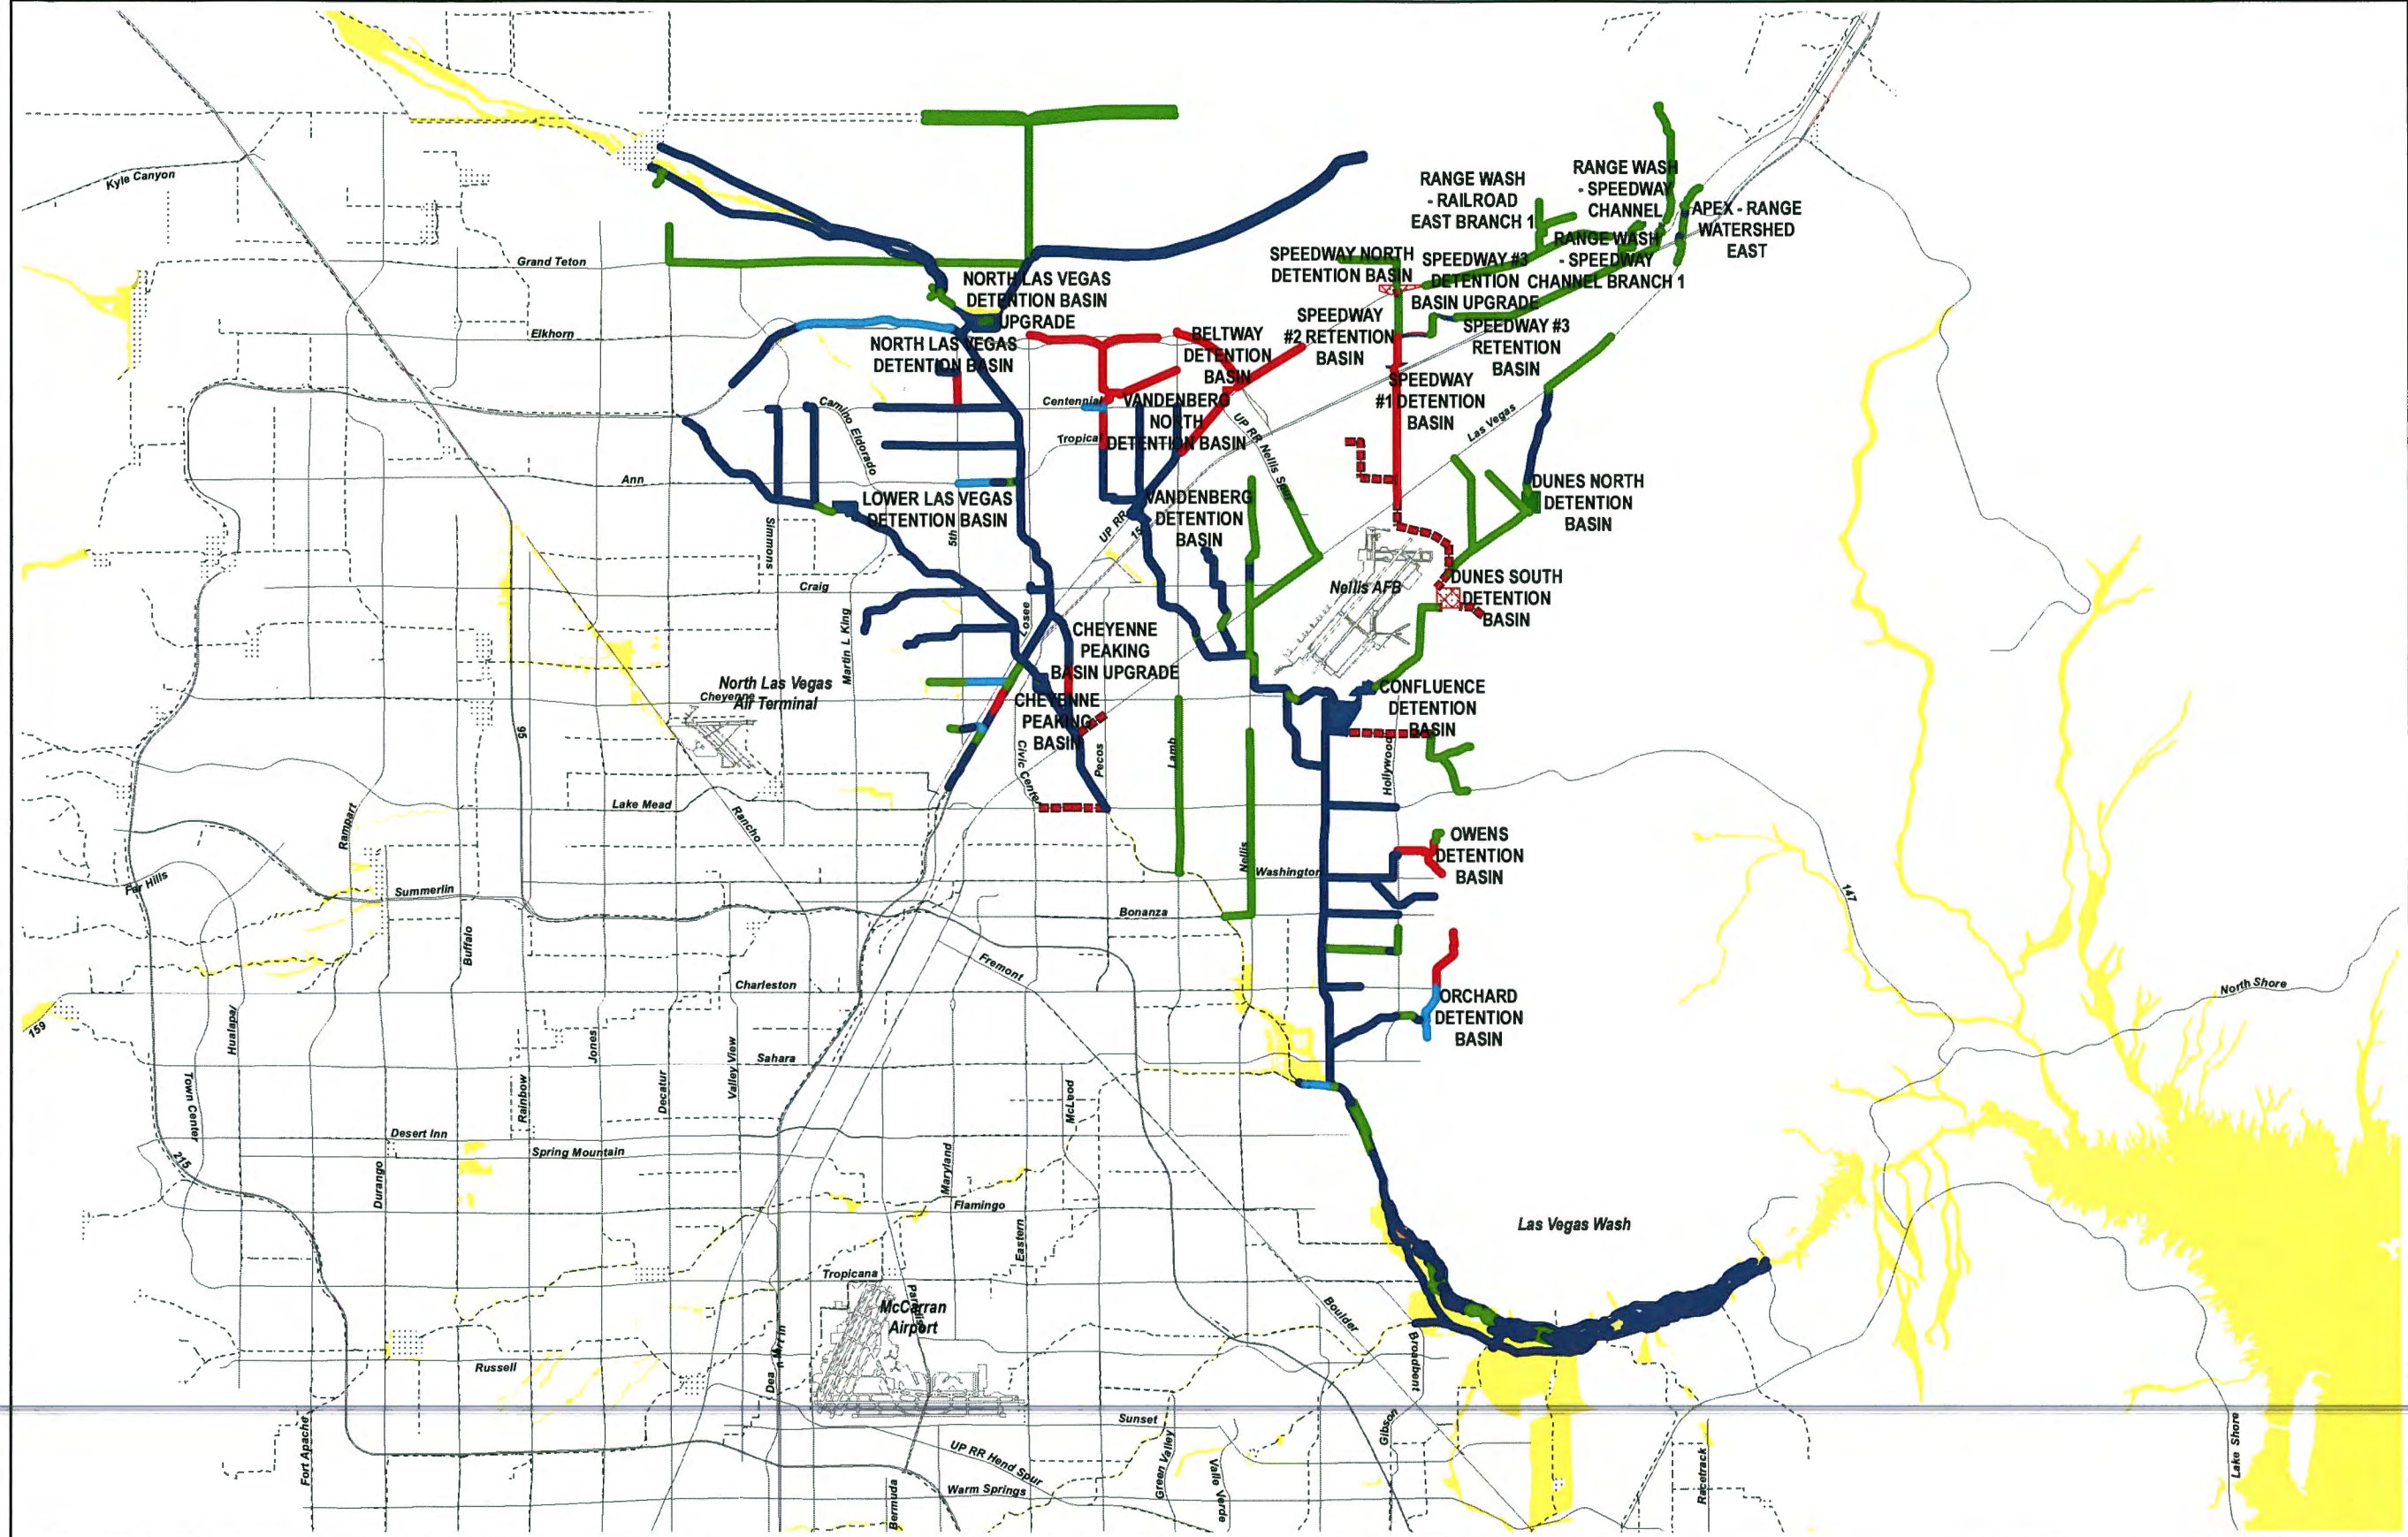 Kyle Canyon
RANGE WASH
- SPEEDWAY
CHANNEL
RANGE WASH
- RAILROAD
EAST BRANCH 1
APEX - RANGE
WATERSHED
EAST
RANGE WASH
- SPEEDWAY
CHANNEL BRANCH 1
SPEEDWAY NORTH
DETENTION BASIN
SPEEDWAY #3
DETENTION
BASIN UPGRADE
Grand Teton
NORTH LAS VEGAS
DETENTION BASIN
UPGRADE
SPEEDWAY
#2 RETENTION
BASIN
SPEEDWAY #3
RETENTION
BASIN
Elkhorn
NORTH LAS VEGAS
DETENTION BASIN
BELTWAY
DETENTION
BASIN
SPEEDWAY
#1 DETENTION
BASIN
Centennial
VANDENBERG
NORTH
DETENTION BASIN
Camino Eldorado
Tropical
UP RR Nellis Spur
Las Vegas
Ann
LOWER LAS VEGAS
DETENTION BASIN
VANDENBERG
DETENTION
BASIN
DUNES NORTH
DETENTION
BASIN
Simmons
5th
UP RR
15
Craig
Nellis AFB
DUNES SOUTH
DETENTION
BASIN
Martin L King
Losee
CHEYENNE
PEAKING
BASIN UPGRADE
North Las Vegas
Air Terminal
Cheyenne
CHEYENNE
PEAKING
BASIN
CONFLUENCE
DETENTION
BASIN
95
Civic Center
Pecos
Lamb
Hollywood
Lake Mead
Rancho
Rampart
OWENS
DETENTION
BASIN
Nellis
Washington
Far Hills
Summerlin
147
Bonanza
Buffalo
Fremont
Charleston
North Shore
ORCHARD
DETENTION
BASIN
159
Hualapai
Jones
Sahara
Valley View
Town Center
Rainbow
Decatur
McLeod
Desert Inn
Spring Mountain
215
Durango
Maryland
Flamingo
Eastern
Las Vegas Wash
Tropicana
McCarran
Airport
Boulder
Broadbent
Russell
Sunset
Fort Apache
Gibson
UP RR Hend Spur
Green Valley
Valle Verde
Racetrack
Lake Shore
Warm Springs
Bermuda